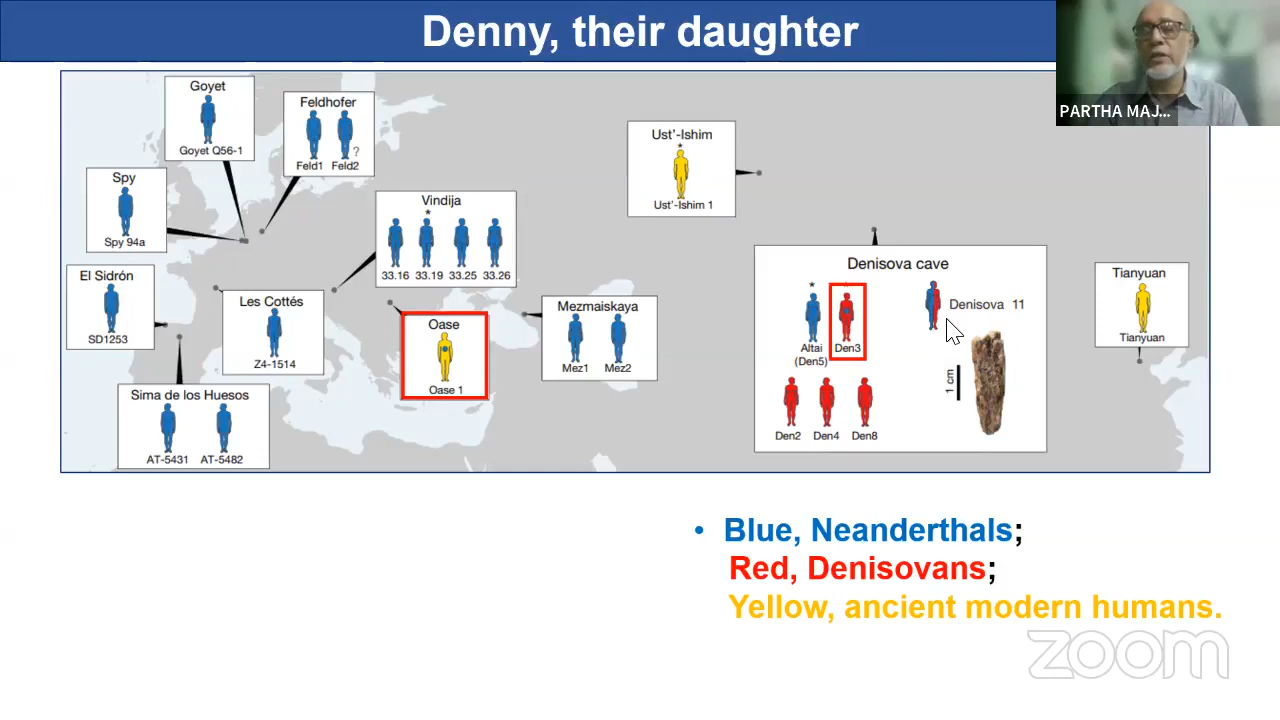 Denny, their daughter
PARTHA MAJ...
Goyet
Goyet Q56-1
Feldhofer
?
Feld1 Feld2
Spy
Spy 94a
Vindija
*
33.16 33.19 33.25 33.26
Ust'-Ishim
*
Ust'-Ishim 1
El Sidrón
SD1253
Les Cottés
Z4-1514
Oase
Oase 1
Mezmaiskaya
Mez1 Mez2
Sima de los Huesos
AT-5431 AT-5482
Denisova cave
*
Denisova 11
Altai Den3
(Den5)
1 cm
Den2 Den4 Den8
Tianyuan
Tianyuan
• Blue, Neanderthals;
Red, Denisovans;
Yellow, ancient modern humans.
zoom